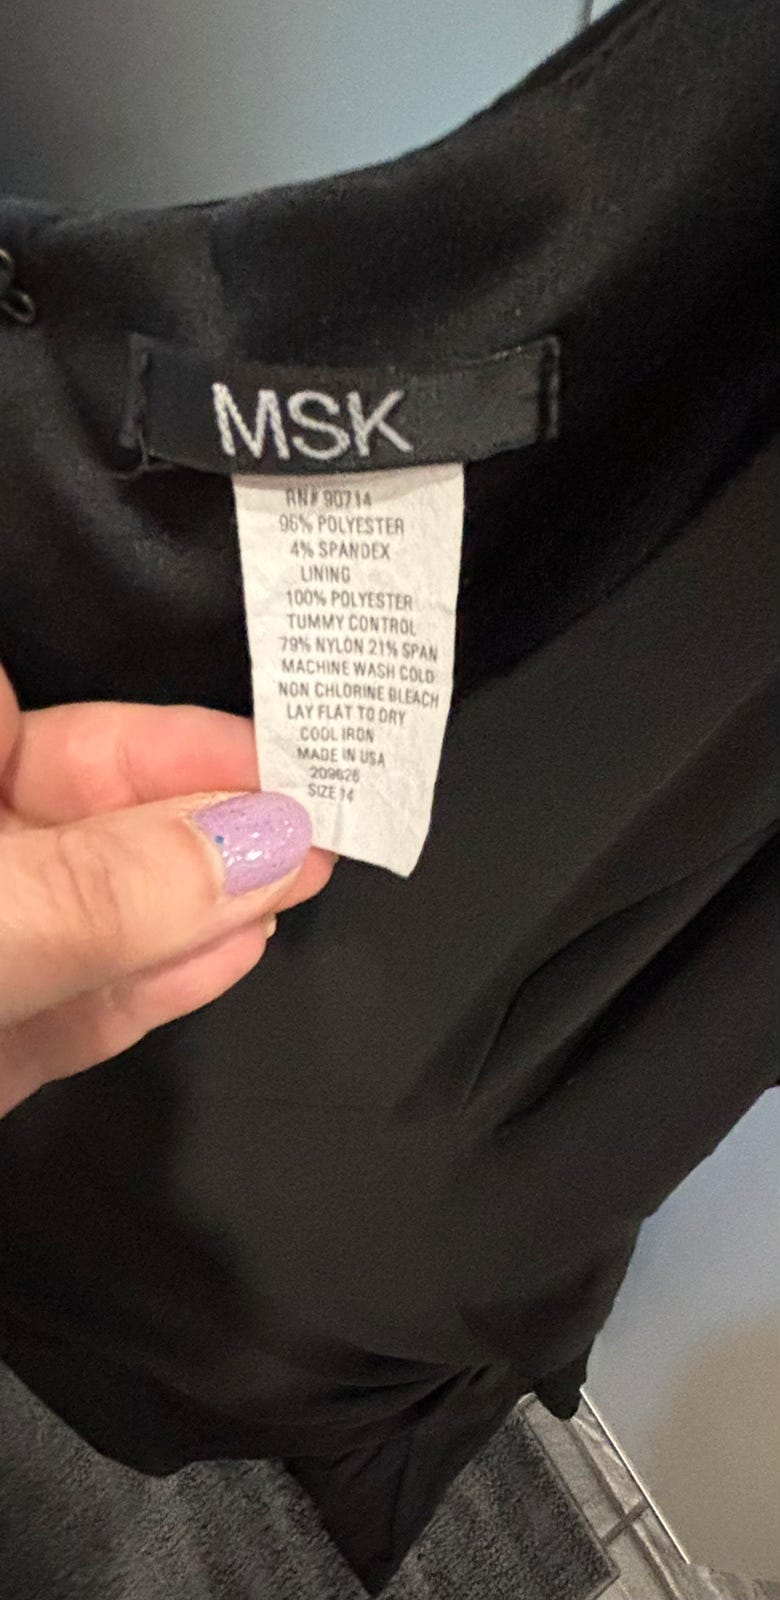 MSK
RN# 90714
96% POLYESTER
4% SPANDEX
LINING
100% POLYESTER
TUMMY CONTROL
79% NYLON 21% SPAN
MACHINE WASH COLD
NON CHLORINE BLEACH
LAY FLAT TO DRY
COOL IRON
MADE IN USA
209626
SIZE 14